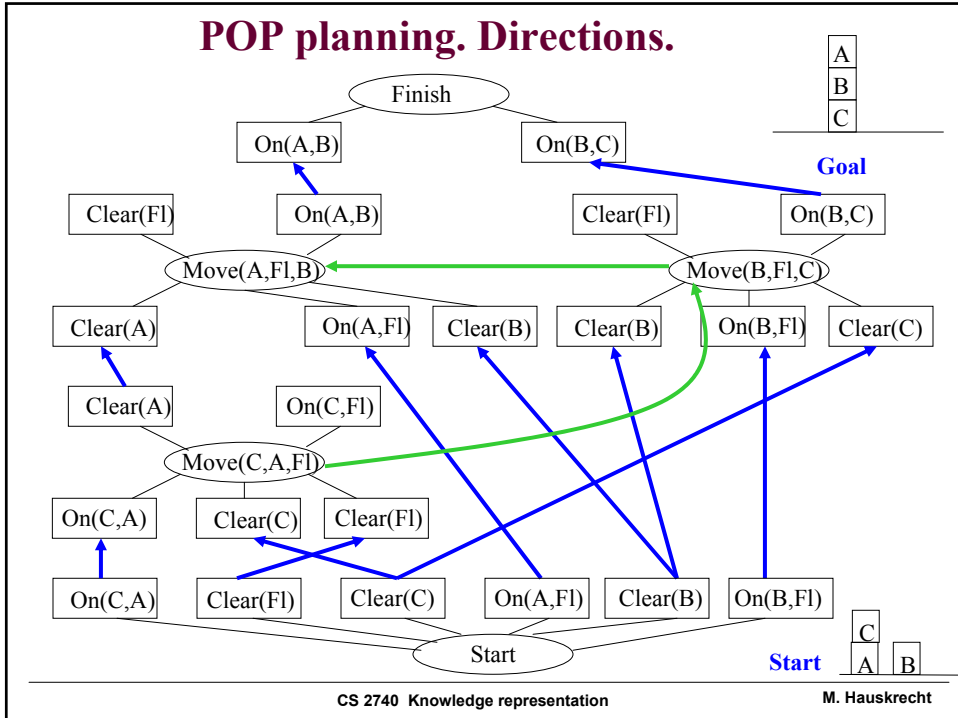 POP planning. Directions.
A
B
C
Finish
On(A,B)
On(B,C)
Goal
Clear(Fl)
On(A,B)
Clear(Fl)
On(B,C)
Move(A,Fl,B)
Move(B,Fl,C)
Clear(A)
On(A,Fl)
Clear(B)
Clear(B)
On(B,Fl)
Clear(C)
Clear(A)
On(C,Fl)
Move(C,A,Fl)
On(C,A)
Clear(C)
Clear(Fl)
On(C,A)
Clear(Fl)
Clear(C)
On(A,Fl)
Clear(B)
On(B,Fl)
Start
Start
C
A
B
CS 2740 Knowledge representation
M. Hauskrecht